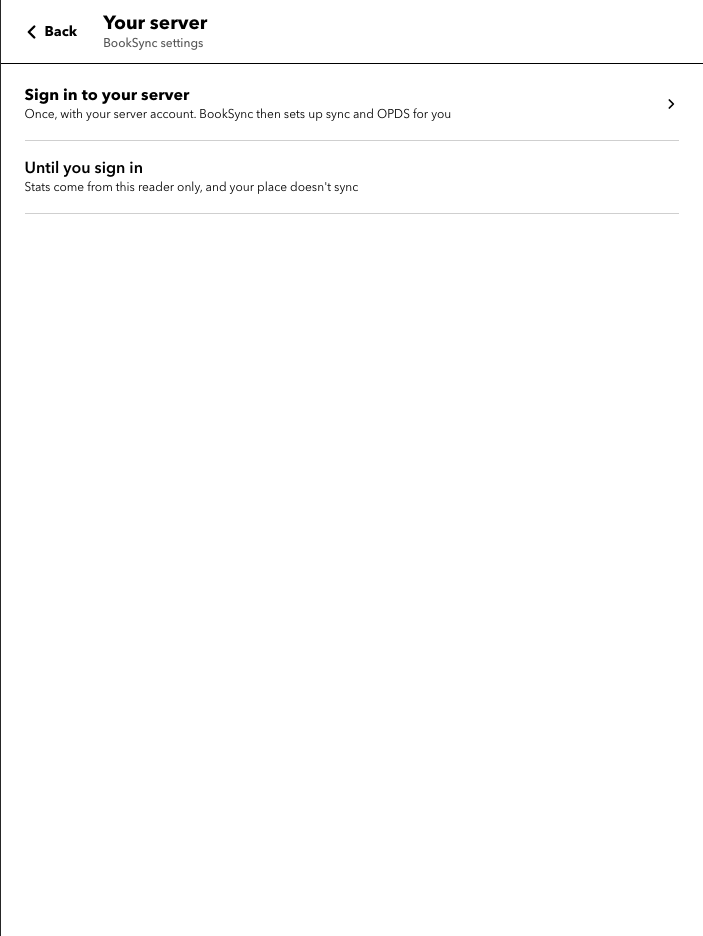 Back
Your server
BookSync settings
Sign in to your server
Once, with your server account. BookSync then sets up sync and OPDS for you
Until you sign in
Stats come from this reader only, and your place doesn't sync